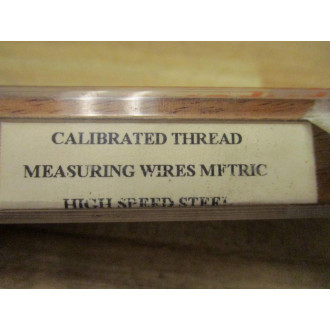 CALIBRATED THREAD
MEASURING WIRES METRIC
HIGH SPEED STEEL